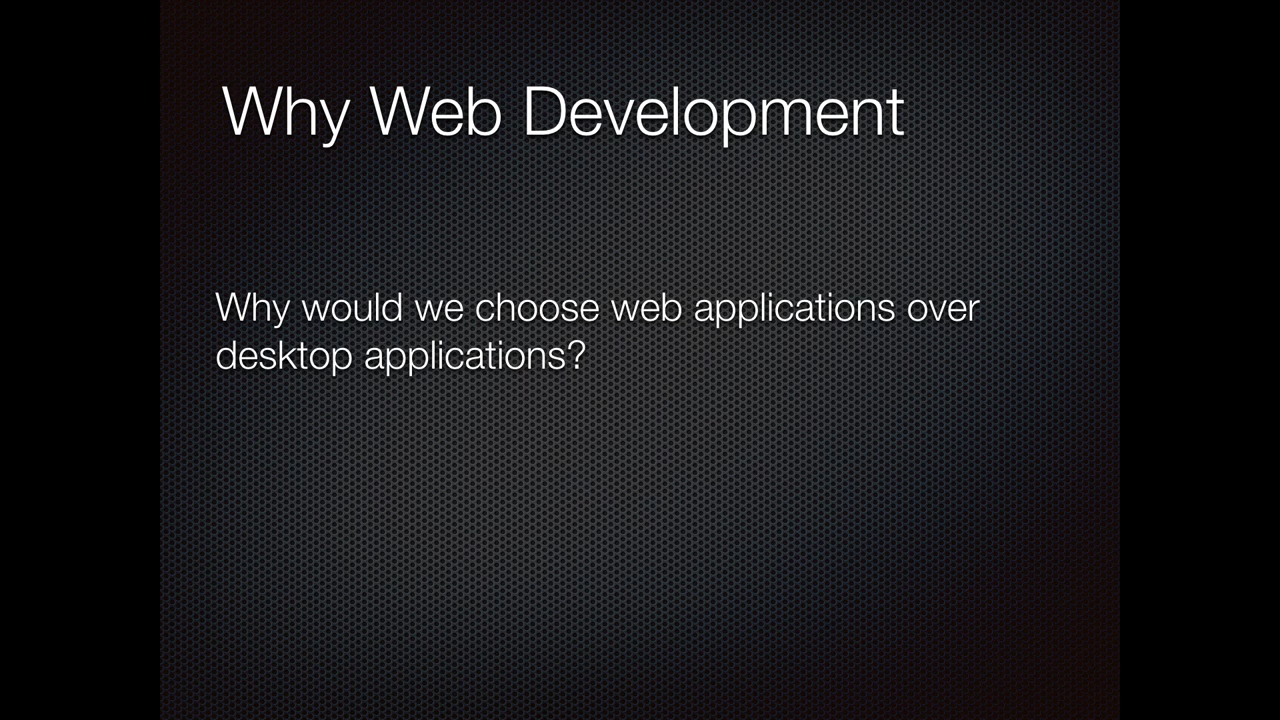 Why Web Development
Why would we choose web applications over
desktop applications?